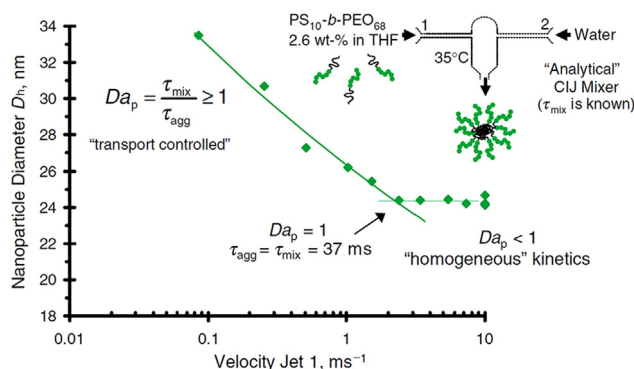 PS₁₀-b-PEO₆₈
2.6 wt-% in THF
1
2
Water
35°C
"Analytical"
CIJ Mixer
(τmix is known)
Nanoparticle Diameter Dh, nm
34
32
30
28
26
24
22
20
18
Dap = τmix / τagg ≥ 1
"transport controlled"
Dap = 1
τagg = τmix = 37 ms
Dap < 1
"homogeneous" kinetics
0.01
0.1
1
10
Velocity Jet 1, ms⁻¹